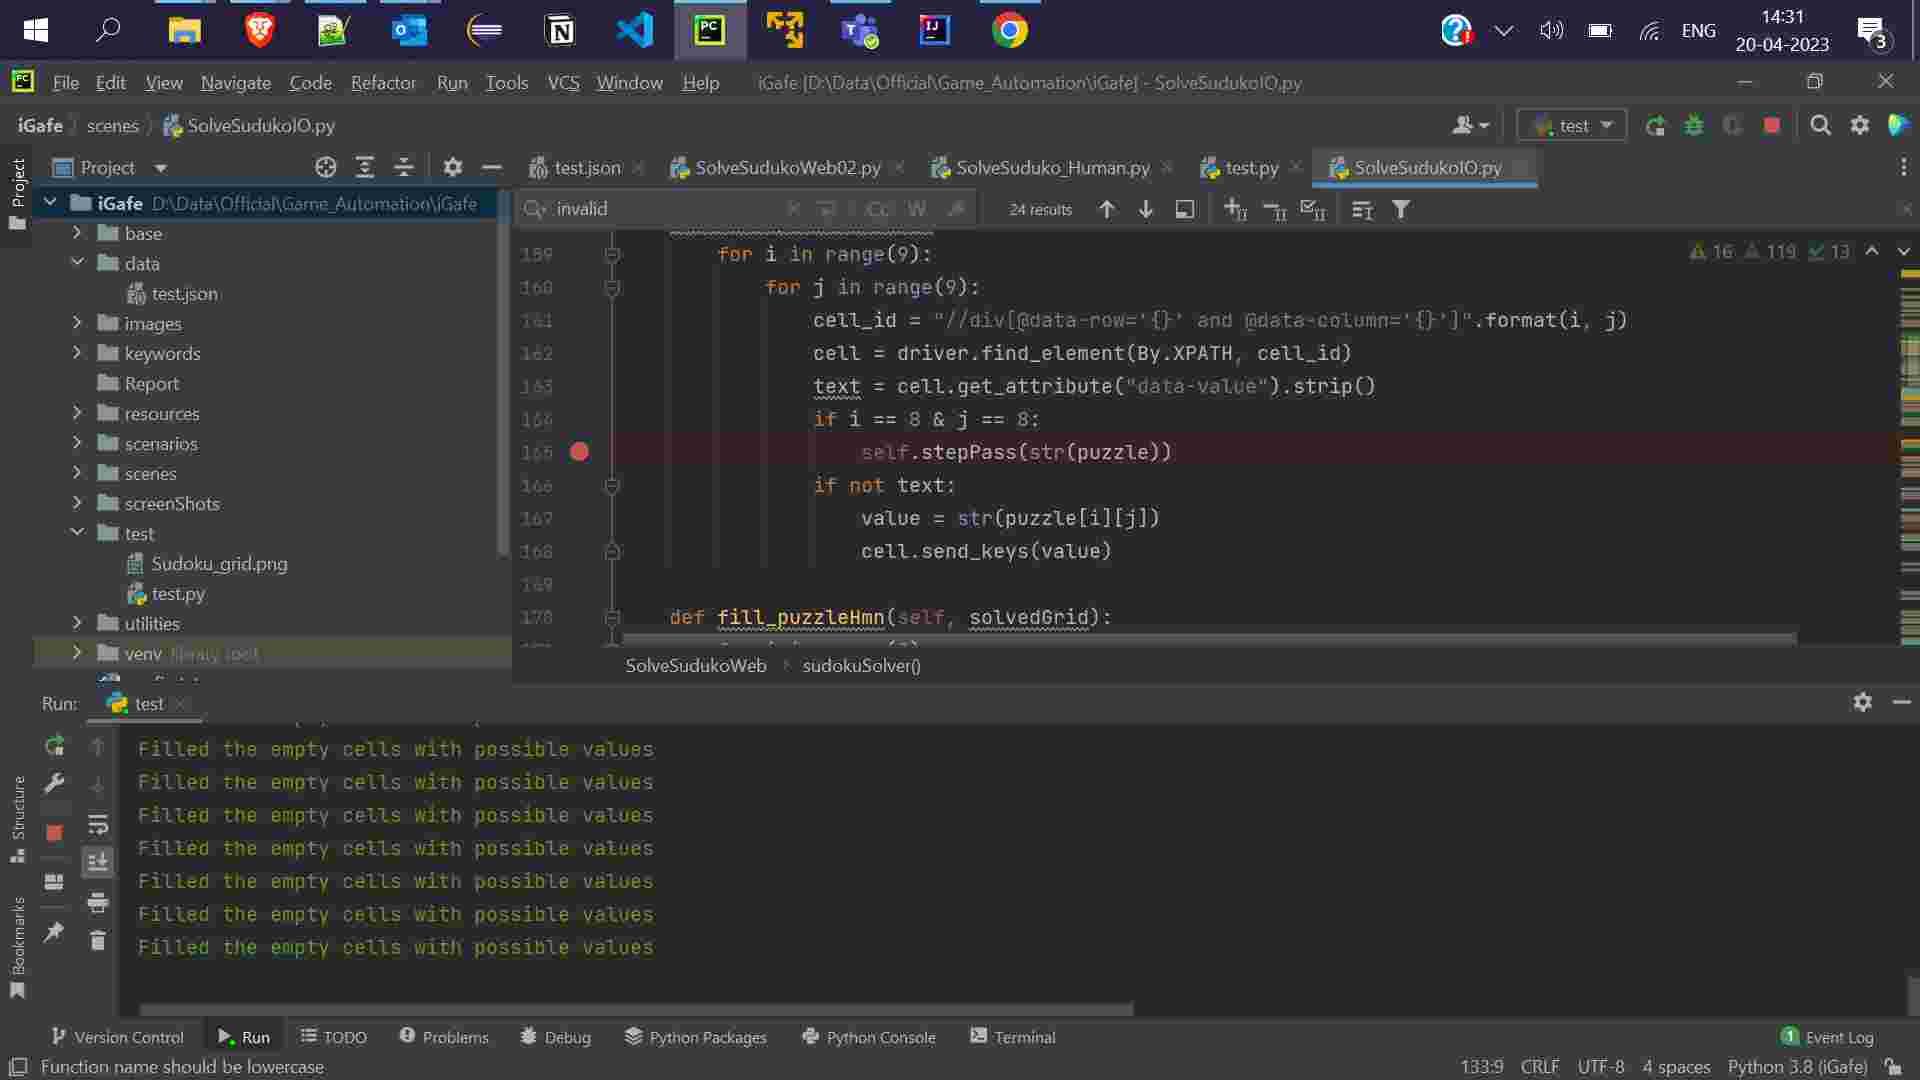 14:31
ENG
20-04-2023
3
File Edit View Navigate Code Refactor Run Tools VCS Window Help iGafe [D:\Data\Official\Game_Automation\iGafe] - SolveSudukoIO.py
iGafe scenes SolveSudukoIO.py
test
Project
test.json SolveSudukoWeb02.py SolveSuduko_Human.py test.py SolveSudukoIO.py
Project
iGafe D:\Data\Official\Game_Automation\iGafe
base
data
test.json
images
keywords
Report
resources
scenarios
scenes
screenShots
test
Sudoku_grid.png
test.py
utilities
venv library root
invalid Cc W
24 results
16 119 13
159 for i in range(9):
160 for j in range(9):
161 cell_id = "//div[@data-row='{}' and @data-column='{}']".format(i, j)
162 cell = driver.find_element(By.XPATH, cell_id)
163 text = cell.get_attribute("data-value").strip()
164 if i == 8 & j == 8:
165 self.stepPass(str(puzzle))
166 if not text:
167 value = str(puzzle[i][j])
168 cell.send_keys(value)
169
170 def fill_puzzleHmn(self, solvedGrid):
SolveSudukoWeb sudokuSolver()
Run: test
Filled the empty cells with possible values
Filled the empty cells with possible values
Filled the empty cells with possible values
Filled the empty cells with possible values
Filled the empty cells with possible values
Filled the empty cells with possible values
Filled the empty cells with possible values
Structure
Bookmarks
Version Control Run TODO Problems Debug Python Packages Python Console Terminal 1 Event Log
Function name should be lowercase 133:9 CRLF UTF-8 4 spaces Python 3.8 (iGafe)